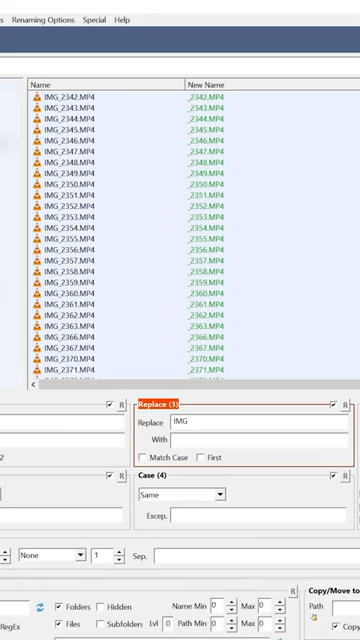 s Renaming Options Special Help
Name New Name
IMG_2342.MP4 _2342.MP4
IMG_2343.MP4 _2343.MP4
IMG_2344.MP4 _2344.MP4
IMG_2345.MP4 _2345.MP4
IMG_2346.MP4 _2346.MP4
IMG_2347.MP4 _2347.MP4
IMG_2348.MP4 _2348.MP4
IMG_2349.MP4 _2349.MP4
IMG_2350.MP4 _2350.MP4
IMG_2351.MP4 _2351.MP4
IMG_2352.MP4 _2352.MP4
IMG_2353.MP4 _2353.MP4
IMG_2354.MP4 _2354.MP4
IMG_2355.MP4 _2355.MP4
IMG_2356.MP4 _2356.MP4
IMG_2357.MP4 _2357.MP4
IMG_2358.MP4 _2358.MP4
IMG_2359.MP4 _2359.MP4
IMG_2360.MP4 _2360.MP4
IMG_2361.MP4 _2361.MP4
IMG_2362.MP4 _2362.MP4
IMG_2363.MP4 _2363.MP4
IMG_2366.MP4 _2366.MP4
IMG_2367.MP4 _2367.MP4
IMG_2370.MP4 _2370.MP4
IMG_2371.MP4 _2371.MP4
R Replace (3) R
Replace IMG
With
2 Match Case First
R Case (4) R
Same
Excep.
None 1 Sep.
R Copy/Move to
Folders Hidden Name Min 0 Max 0 Path
RegEx Files Subfolders Lvl 0 Path Min 0 Max 0 Copy